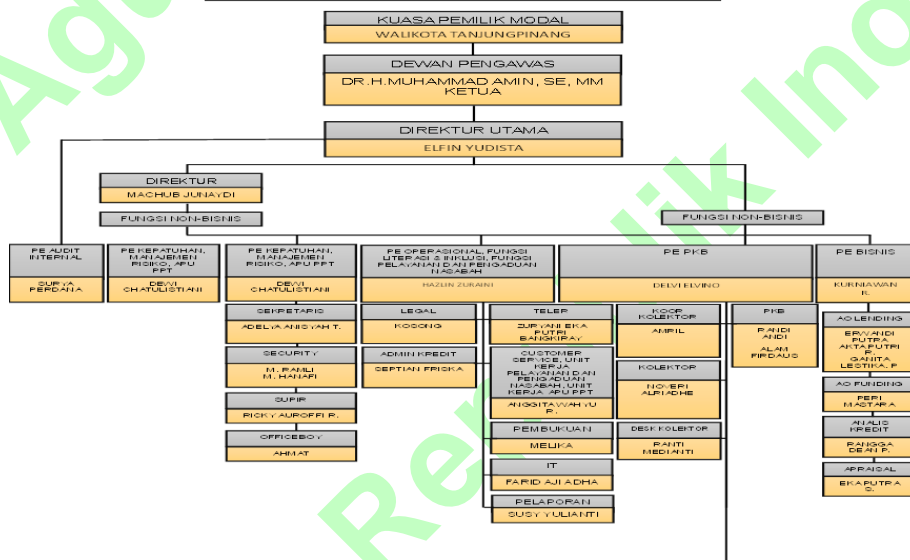 KUASA PEMILIK MODAL
WALIKOTA TANJUNGPINANG
DEWAN PENGAWAS
DR.H.MUHAMMAD AMIN, SE, MM
KETUA
DIREKTUR UTAMA
ELFIN YUDISTA
DIREKTUR
MACHUB JUNAYDI
FUNGSI NON-BISNIS
FUNGSI NON-BISNIS
PE AUDIT
INTERNAL
SURYA
PERDANA
PE KEPATUHAN,
MANAJEMEN
RISIKO, APU
PPT
DEWI
CHATULISTIANI
PE KEPATUHAN,
MANAJEMEN
RISIKO, APU PPT
DEWI
CHATULISTIANI
PE OPERASIONAL, FUNGSI
LITERASI & INKLUSI, FUNGSI
PELAYANAN DAN PENGADUAN
NASABAH
HAZLIN ZURAINI
PE PKB
DELVI ELVINO
PE BISNIS
KURNIAWAN
R.
SEKRETARIS
ADELYA ANISYAH T.
SECURITY
M. RAMLI
M. HANAFI
SUPIR
RICKY AUROFFI R.
OFFICEBOY
AHMAT
LEGAL
KOSONG
ADMIN KREDIT
SEPTIAN FRISKA
TELER
ZURYANI EKA
PUTRI
BANGKIRAY
CUSTOMER
SERVICE, UNIT
KERJA
PELAYANAN DAN
PENGADUAN
NASABAH, UNIT
KERJA APU PPT
ANGGITA WAHYU
R.
PEMBUKUAN
MELIKA
IT
FARID AJI ADHA
PELAPORAN
SUSY YULIANTI
KOOR
KOLEKTOR
AMRIL
KOLEKTOR
NOVERI
ALRIADHE
DESK KOLEKTOR
RANTI
MEDIANTI
PKB
RANDI
ANDI
ALAM
FIRDAUS
AO LENDING
ERWANDI
PUTRA
AKTAPUTRI
R.
GANITA
LESTIKA. P
AO FUNDING
PERI
MASTARA
ANALIS
KREDIT
RANGGA
DEAN P.
APPRAISAL
EKAPUTRA